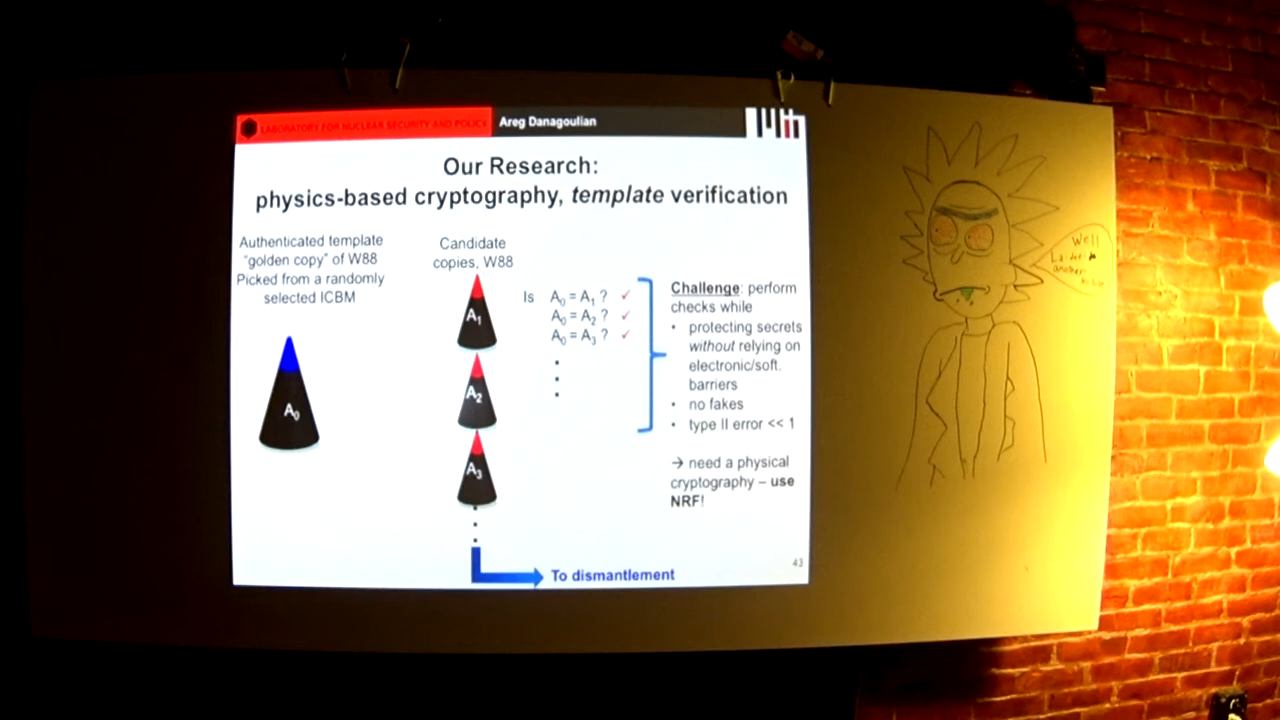 LABORATORY FOR NUCLEAR SECURITY AND POLICY
Areg Danagoulian
Our Research:
physics-based cryptography, template verification
Authenticated template
"golden copy" of W88
Picked from a randomly
selected ICBM
A0
Candidate
copies, W88
A1
A2
A3
Is A0 = A1 ? ✓
A0 = A2 ? ✓
A0 = A3 ? ✓
Challenge: perform
checks while
• protecting secrets
without relying on
electronic/soft.
barriers
• no fakes
• type II error << 1
→ need a physical
cryptography – use
NRF!
To dismantlement
43
Well
another